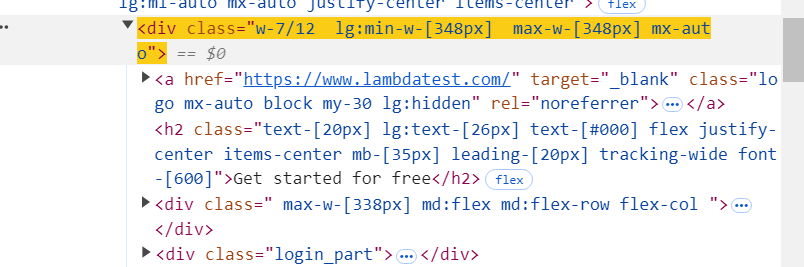 lg:ml-auto mx-auto justify-center items-center > flex
<div class="w-7/12  lg:min-w-[348px]  max-w-[348px] mx-aut
o"> == $0
<a href="https://www.lambdatest.com/" target="_blank" class="lo
go mx-auto block my-30 lg:hidden" rel="noreferrer">…</a>
<h2 class="text-[20px] lg:text-[26px] text-[#000] flex justify-
center items-center mb-[35px] leading-[20px] tracking-wide font
-[600]">Get started for free</h2> flex
<div class=" max-w-[338px] md:flex md:flex-row flex-col ">…
</div>
<div class="login_part">…</div>